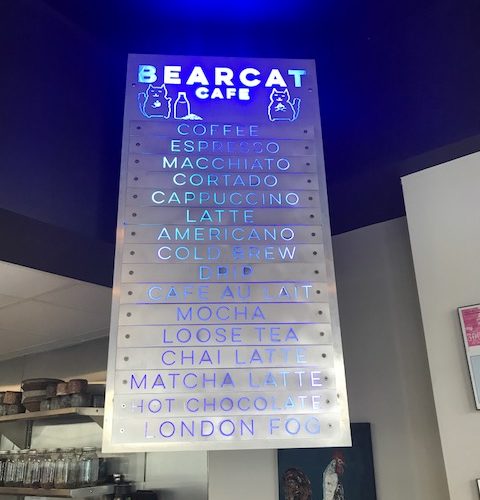 BEARCAT
CAFE
COFFEE
ESPRESSO
MACCHIATO
CORTADO
CAPPUCCINO
LATTE
AMERICANO
COLD BREW
DRIP
CAFE AU LAIT
MOCHA
LOOSE TEA
CHAI LATTE
MATCHA LATTE
HOT CHOCOLATE
LONDON FOG